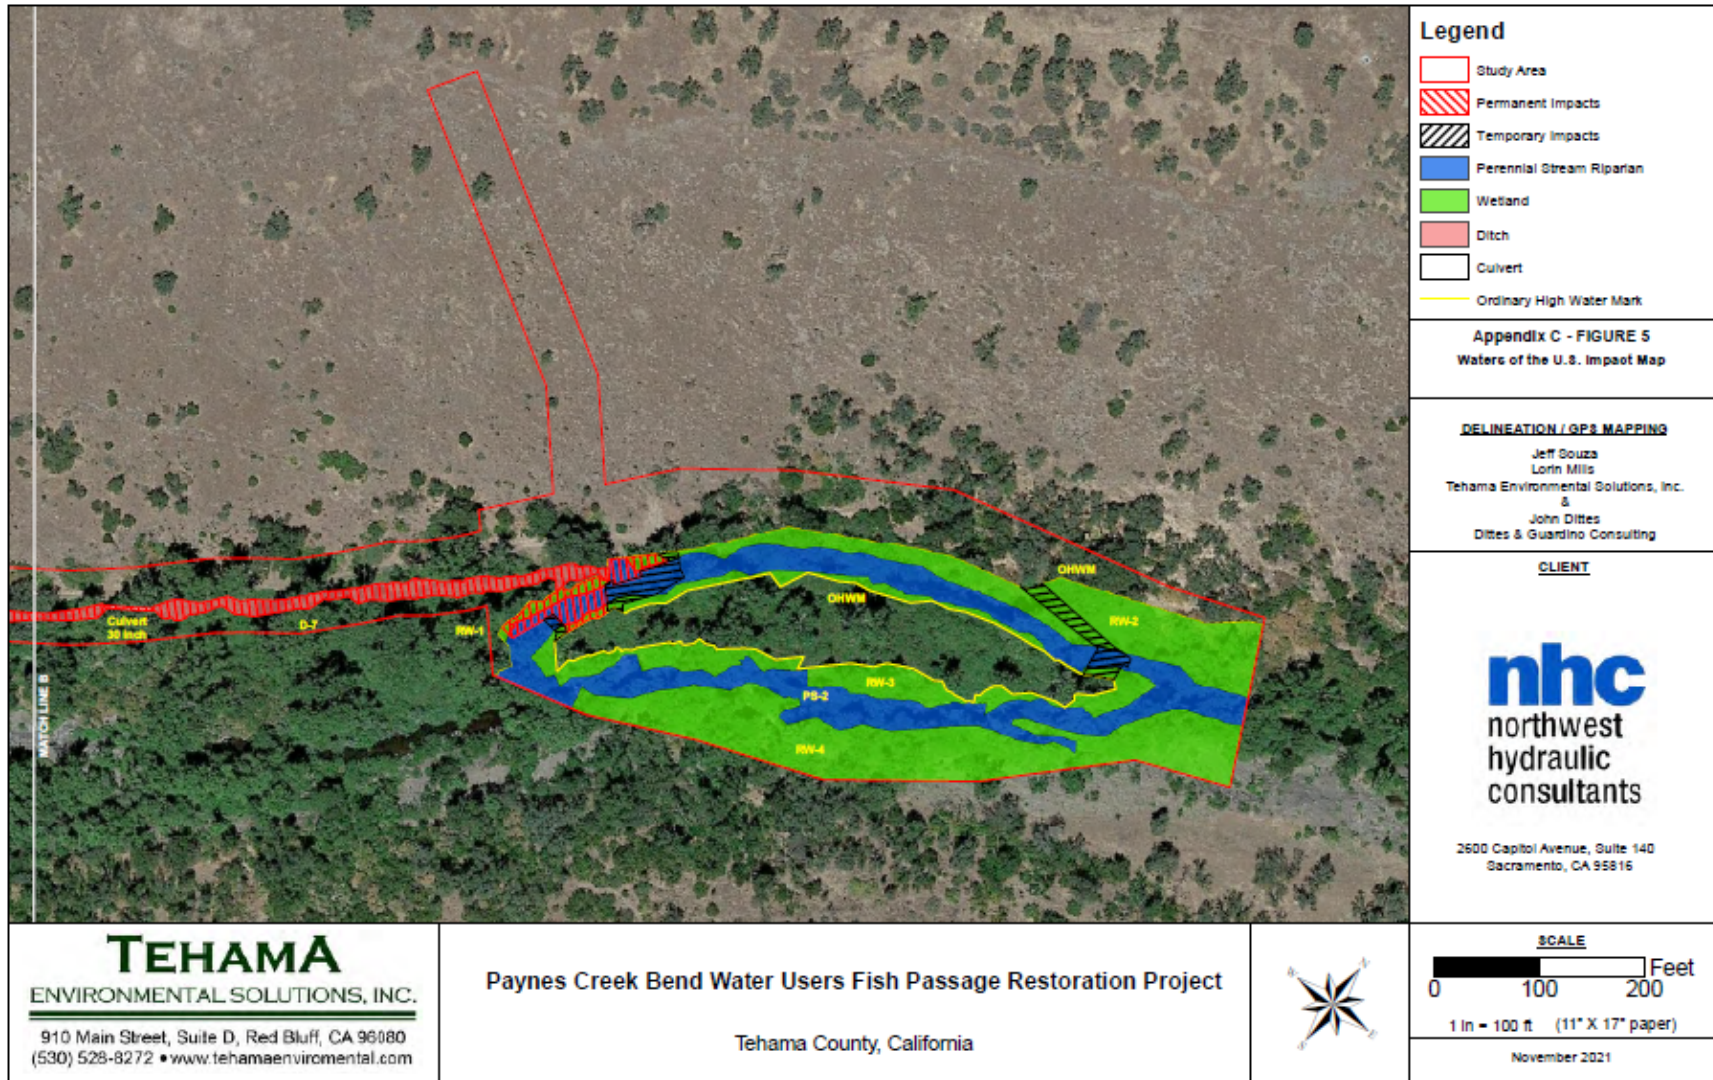 Legend
Study Area
Permanent Impacts
Temporary Impacts
Perennial Stream Riparian
Wetland
Ditch
Culvert
Ordinary High Water Mark
Appendix C - FIGURE 5
Waters of the U.S. Impact Map
DELINEATION / GPS MAPPING
Jeff Souza
Lorin Mills
Tehama Environmental Solutions, Inc.
&
John Dittes
Dittes & Guardino Consulting
CLIENT
nhc
northwest
hydraulic
consultants
2600 Capitol Avenue, Suite 140
Sacramento, CA 95816
SCALE
Feet
0 100 200
1 in = 100 ft (11" X 17" paper)
November 2021
MATCH LINE B
Culvert
30 inch
D-7
RW-1
OHWM
OHWM
RW-2
RW-3
PS-2
RW-4
TEHAMA
ENVIRONMENTAL SOLUTIONS, INC.
910 Main Street, Suite D, Red Bluff, CA 96080
(530) 528-8272 • www.tehamaenviromental.com
Paynes Creek Bend Water Users Fish Passage Restoration Project
Tehama County, California
W N
S E